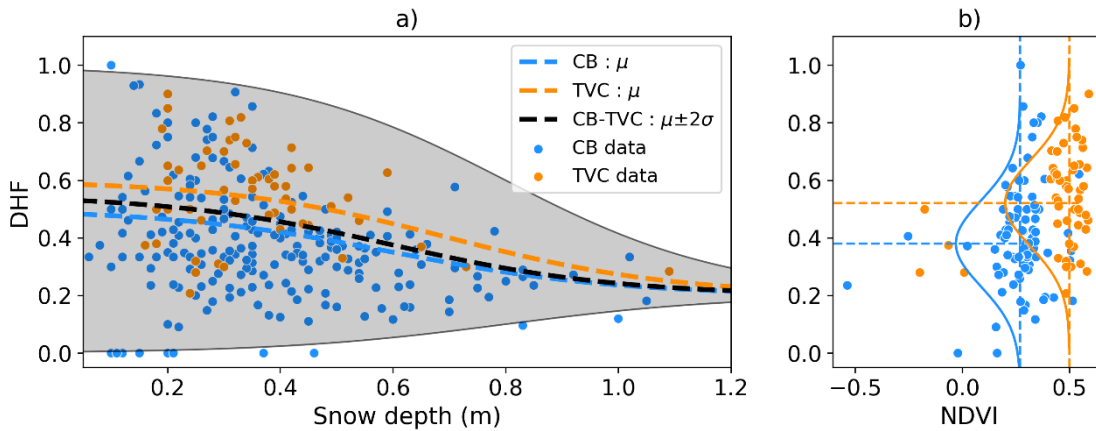 a)
DHF
1.0
0.8
0.6
0.4
0.2
0.0
0.2
0.4
0.6
0.8
1.0
1.2
Snow depth (m)
CB : μ
TVC : μ
CB-TVC : μ±2σ
CB data
TVC data
b)
1.0
0.8
0.6
0.4
0.2
0.0
−0.5
0.0
0.5
NDVI